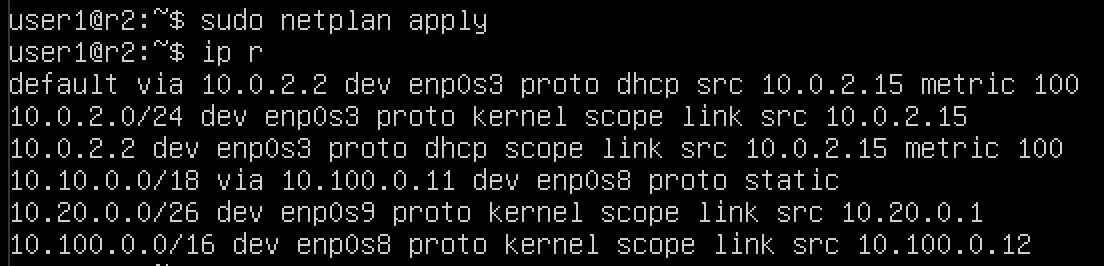 user1@r2:~$ sudo netplan apply
user1@r2:~$ ip r
default via 10.0.2.2 dev enp0s3 proto dhcp src 10.0.2.15 metric 100
10.0.2.0/24 dev enp0s3 proto kernel scope link src 10.0.2.15
10.0.2.2 dev enp0s3 proto dhcp scope link src 10.0.2.15 metric 100
10.10.0.0/18 via 10.100.0.11 dev enp0s8 proto static
10.20.0.0/26 dev enp0s9 proto kernel scope link src 10.20.0.1
10.100.0.0/16 dev enp0s8 proto kernel scope link src 10.100.0.12